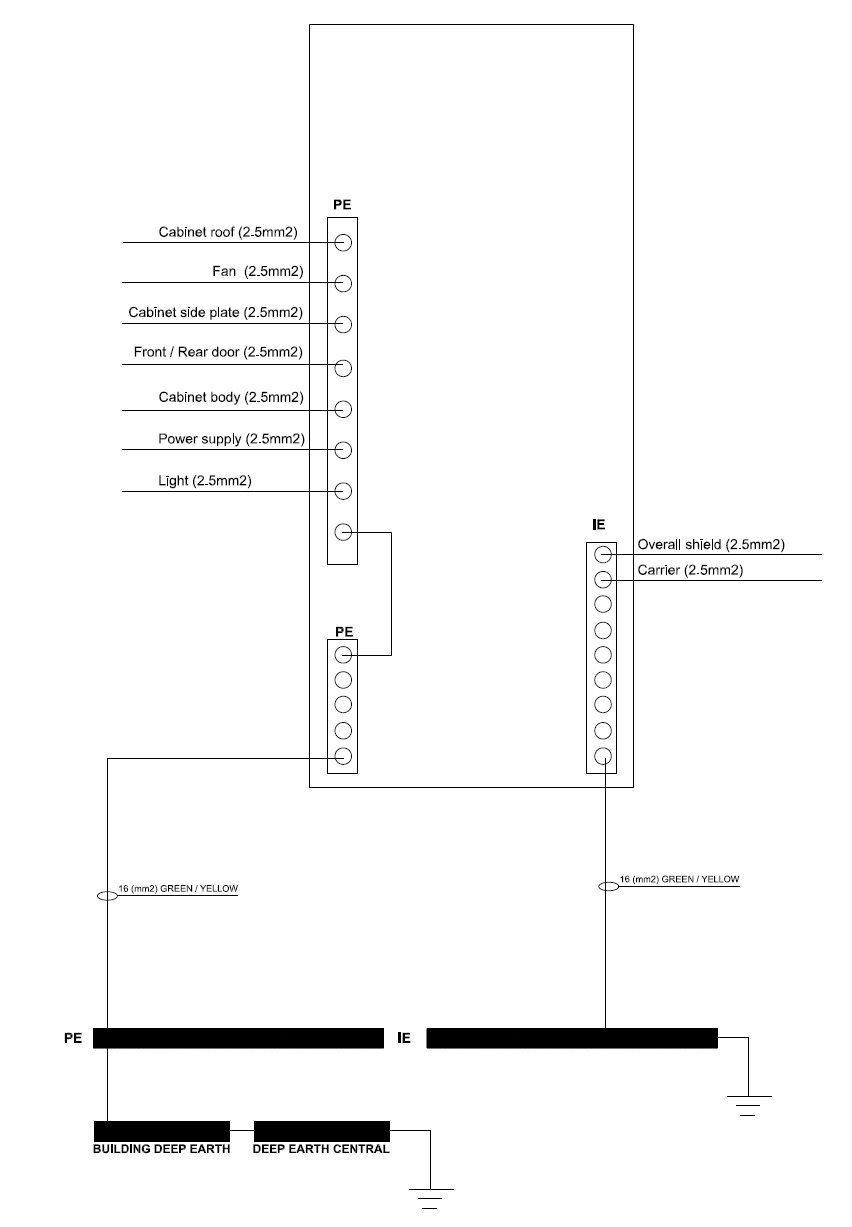 PE
Cabinet roof (2.5mm2)
Fan (2.5mm2)
Cabinet side plate (2.5mm2)
Front / Rear door (2.5mm2)
Cabinet body (2.5mm2)
Power supply (2.5mm2)
Light (2.5mm2)
IE
Overall shield (2.5mm2)
Carrier (2.5mm2)
PE
16 (mm2) GREEN / YELLOW
16 (mm2) GREEN / YELLOW
PE
IE
BUILDING DEEP EARTH
DEEP EARTH CENTRAL